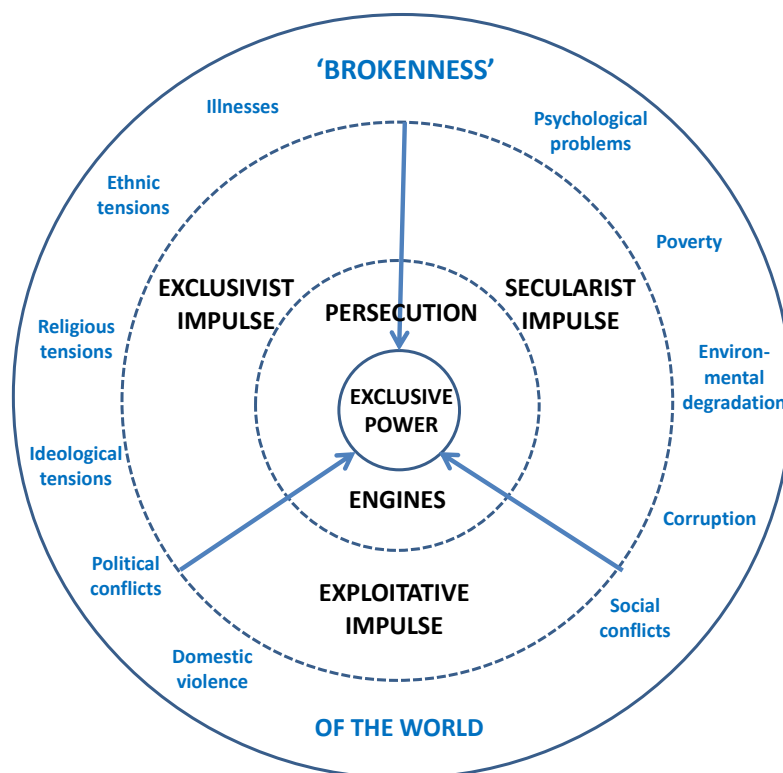 ‘BROKENNESS’
Illnesses
Psychological
problems
Ethnic
tensions
Poverty
EXCLUSIVIST
IMPULSE
PERSECUTION
SECULARIST
IMPULSE
Religious
tensions
Environ-
mental
degradation
EXCLUSIVE
POWER
Ideological
tensions
ENGINES
Corruption
Political
conflicts
EXPLOITATIVE
IMPULSE
Social
conflicts
Domestic
violence
OF THE WORLD